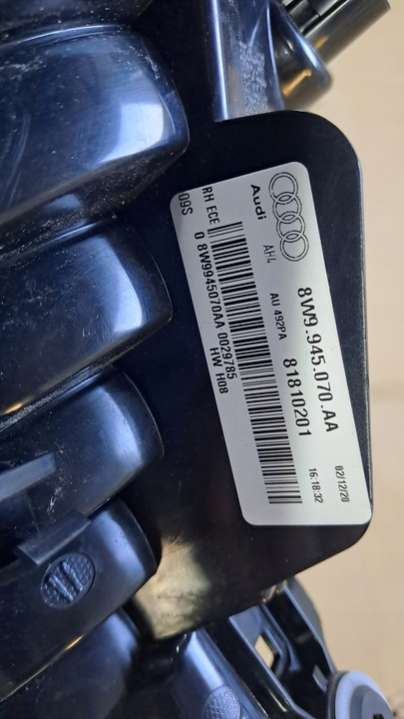 Audi
8W9.945.070.AA
AHL
AU 492PA
81810201
02/12/20
16:18:32
RH ECE
09S
0 8W9945070AA 0029785
HW H08